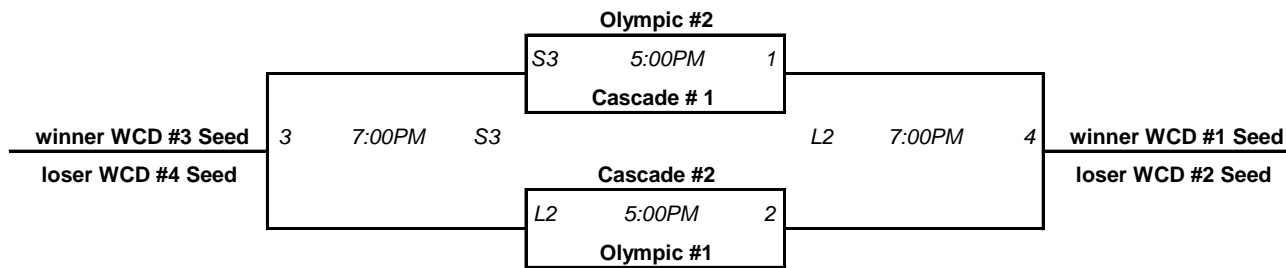 Olympic #2
S3 5:00PM 1
Cascade # 1
winner WCD #3 Seed 3 7:00PM S3 L2 7:00PM 4 winner WCD #1 Seed
loser WCD #4 Seed Cascade #2 loser WCD #2 Seed
L2 5:00PM 2
Olympic #1